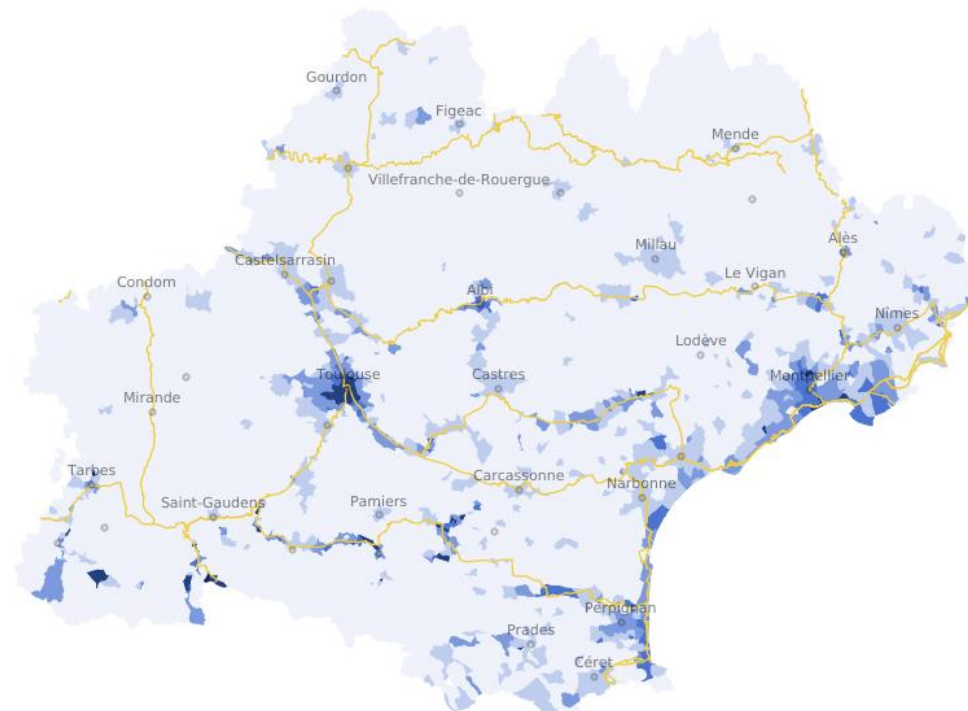 Gourdon
Figeac
Mende
Villefranche-de-Rouergue
Alès
Millau
Castelsarrasin
Le Vigan
Condom
Albi
Nîmes
Lodève
Toulouse
Castres
Montpellier
Mirande
Tarbes
Carcassonne
Narbonne
Saint-Gaudens
Pamiers
Perpignan
Prades
Céret